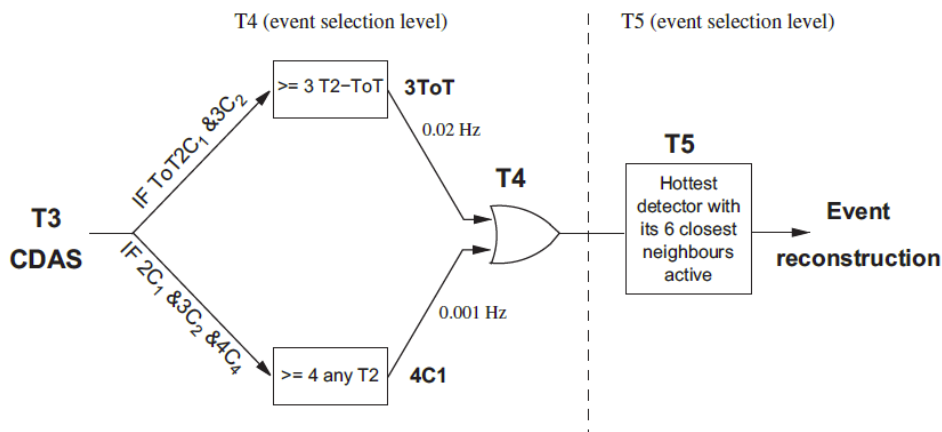 T4 (event selection level)
T5 (event selection level)
>= 3 T2−ToT
3ToT
IF ToT2C1 &3C2
0.02 Hz
T3
CDAS
T4
T5
Hottest
detector with
its 6 closest
neighbours
active
Event
reconstruction
IF 2C1 &3C2 &4C4
0.001 Hz
>= 4 any T2
4C1